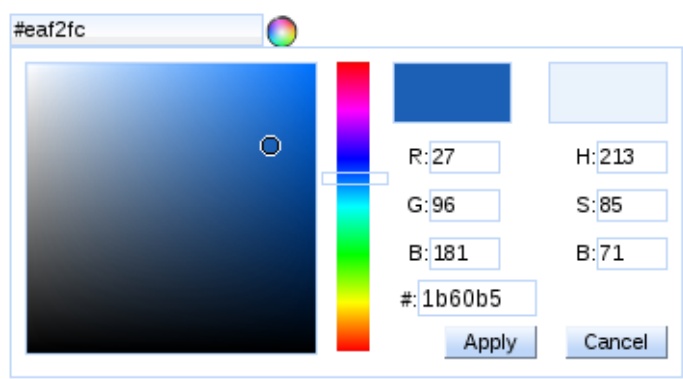 #eaf2fc
R: 27 H: 213
G: 96 S: 85
B: 181 B: 71
#: 1b60b5
Apply Cancel